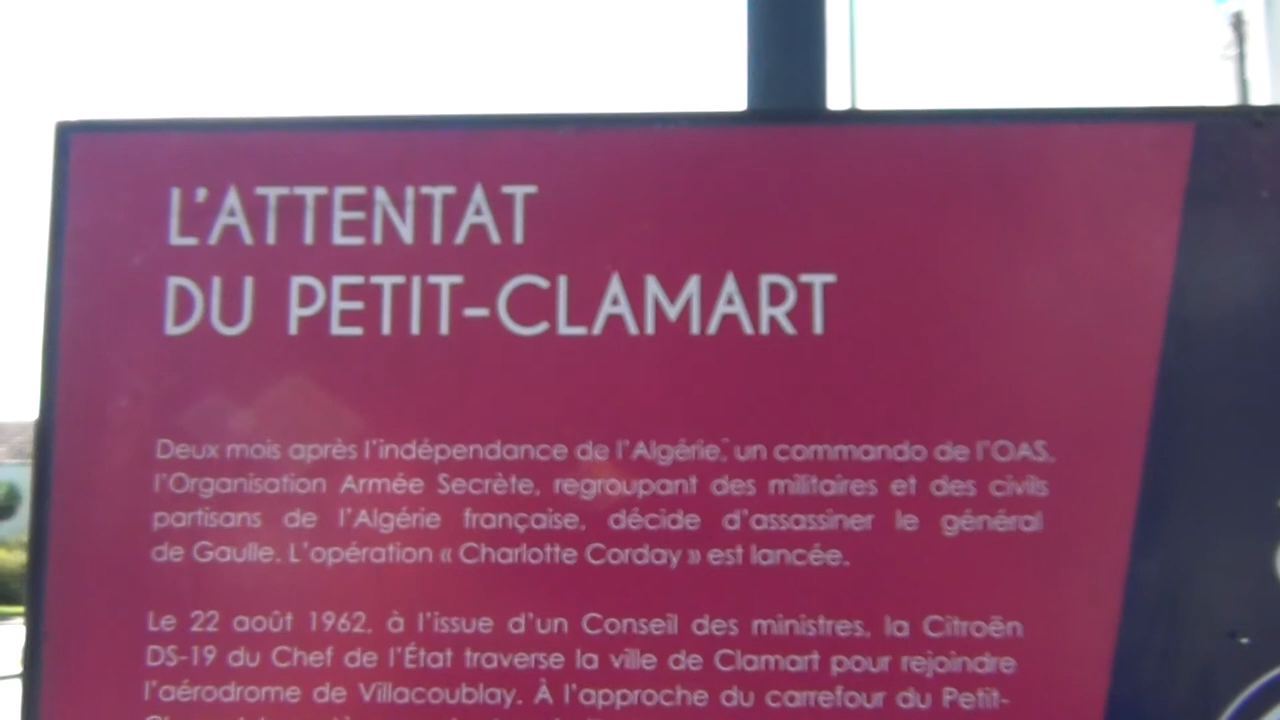 L'ATTENTAT
DU PETIT-CLAMART
Deux mois après l'indépendance de l'Algérie, un commando de l'OAS,
l'Organisation Armée Secrète, regroupant des militaires et des civils
partisans de l'Algérie française, décide d'assassiner le général
de Gaulle. L'opération « Charlotte Corday » est lancée.
Le 22 août 1962, à l'issue d'un Conseil des ministres, la Citroën
DS-19 du Chef de l'État traverse la ville de Clamart pour rejoindre
l'aérodrome de Villacoublay. À l'approche du carrefour du Petit-